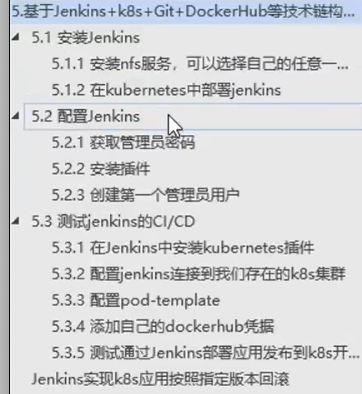 5.基于Jenkins+k8s+Git+DockerHub等技术链构...
5.1 安装Jenkins
5.1.1 安装nfs服务，可以选择自己的任意一...
5.1.2 在kubernetes中部署jenkins
5.2 配置Jenkins
5.2.1 获取管理员密码
5.2.2 安装插件
5.2.3 创建第一个管理员用户
5.3 测试jenkins的CI/CD
5.3.1 在Jenkins中安装kubernetes插件
5.3.2 配置jenkins连接到我们存在的k8s集群
5.3.3 配置pod-template
5.3.4 添加自己的dockerhub凭据
5.3.5 测试通过Jenkins部署应用发布到k8s开...
Jenkins实现k8s应用按照指定版本回滚